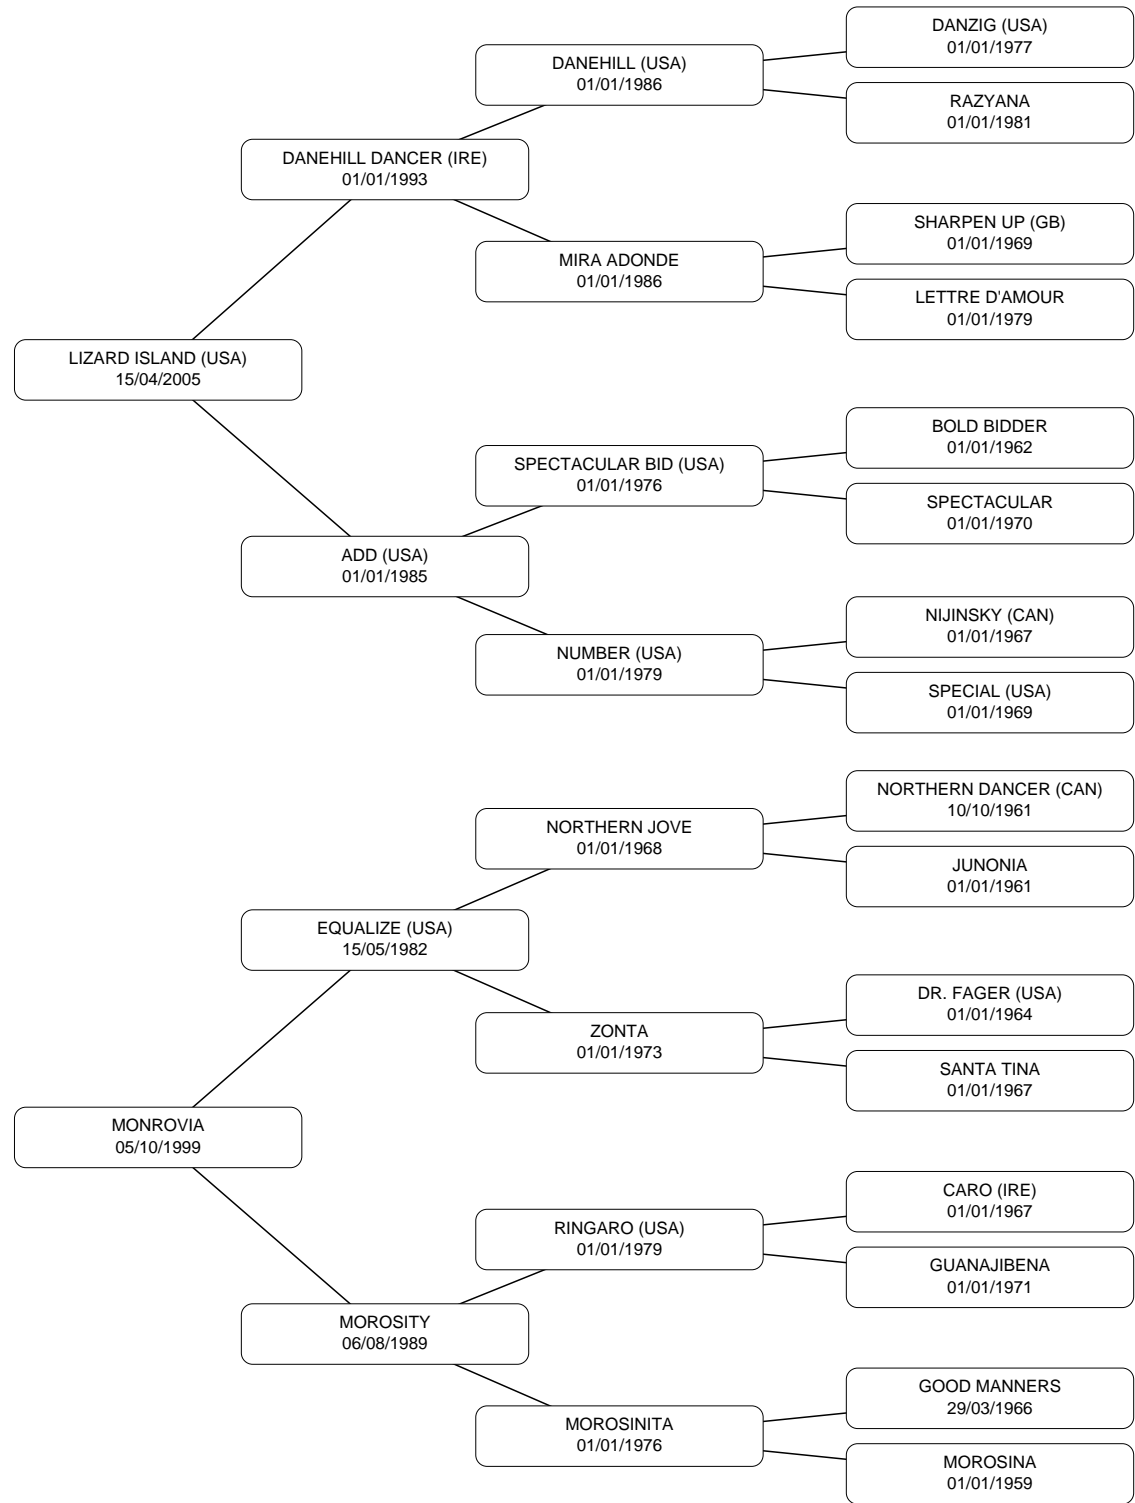 DANZIG (USA)
01/01/1977
DANEHILL (USA)
01/01/1986
RAZYANA
01/01/1981
DANEHILL DANCER (IRE)
01/01/1993
SHARPEN UP (GB)
01/01/1969
MIRA ADONDE
01/01/1986
LETTRE D'AMOUR
01/01/1979
LIZARD ISLAND (USA)
15/04/2005
BOLD BIDDER
01/01/1962
SPECTACULAR BID (USA)
01/01/1976
SPECTACULAR
01/01/1970
ADD (USA)
01/01/1985
NIJINSKY (CAN)
01/01/1967
NUMBER (USA)
01/01/1979
SPECIAL (USA)
01/01/1969
NORTHERN DANCER (CAN)
10/10/1961
NORTHERN JOVE
01/01/1968
JUNONIA
01/01/1961
EQUALIZE (USA)
15/05/1982
DR. FAGER (USA)
01/01/1964
ZONTA
01/01/1973
SANTA TINA
01/01/1967
MONROVIA
05/10/1999
CARO (IRE)
01/01/1967
RINGARO (USA)
01/01/1979
GUANAJIBENA
01/01/1971
MOROSITY
06/08/1989
GOOD MANNERS
29/03/1966
MOROSINITA
01/01/1976
MOROSINA
01/01/1959